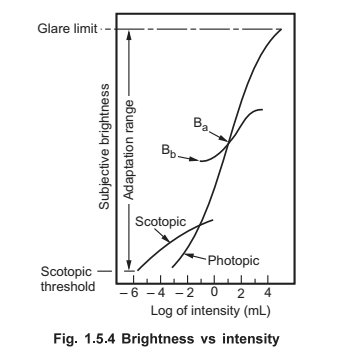 Glare limit
Subjective brightness
Adaptation range
Ba
Bb
Scotopic
Photopic
Scotopic
threshold
–6 –4 –2 0 2 4
Log of intensity (mL)
Fig. 1.5.4 Brightness vs intensity